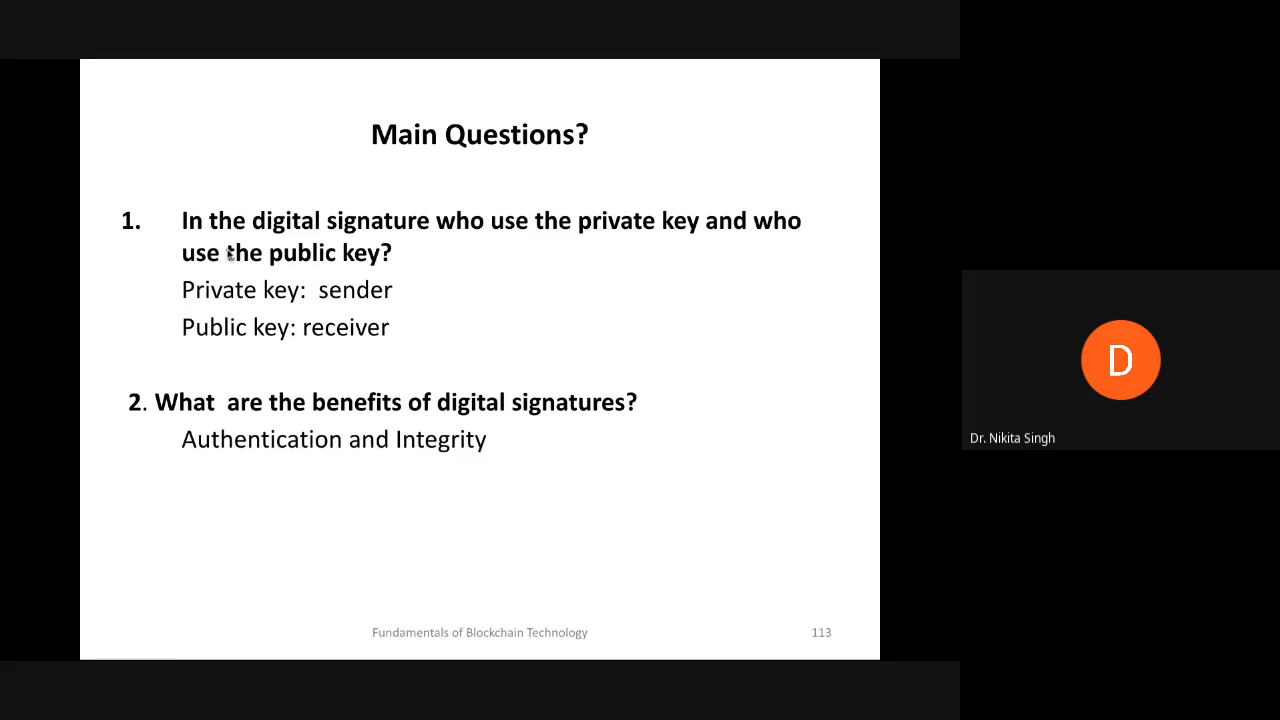 Main Questions?
1. In the digital signature who use the private key and who
use the public key?
Private key: sender
Public key: receiver
2. What are the benefits of digital signatures?
Authentication and Integrity
Fundamentals of Blockchain Technology
113
D
Dr. Nikita Singh